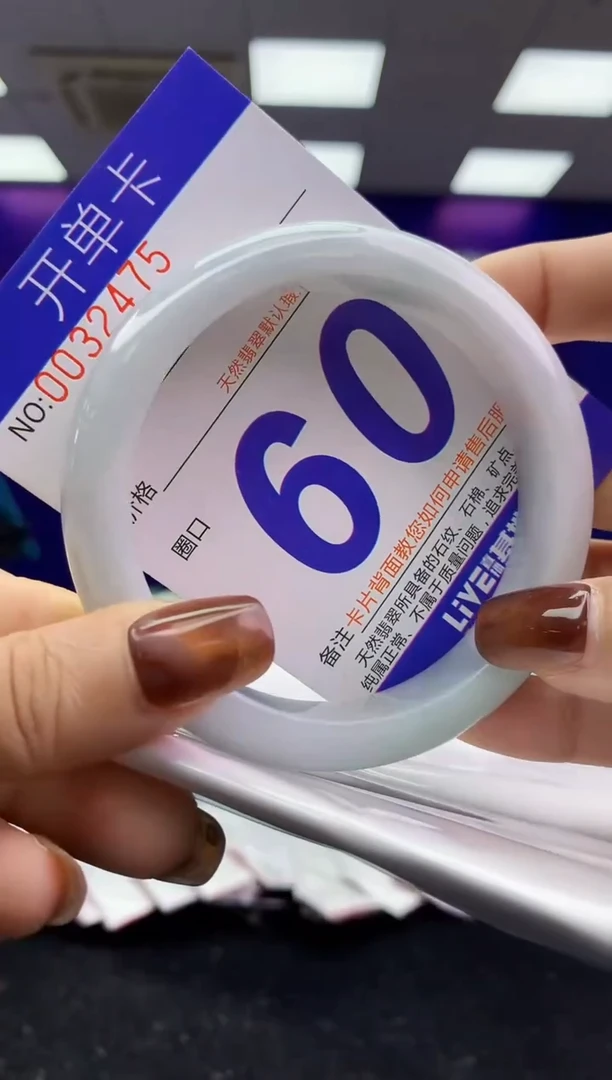 开单卡
NO:0032475
天然翡翠默认瑕
价格
圈口 60
备注 卡片背面教您如何申请售后服
天然翡翠所具备的石纹、石棉、矿点
纯属正常、不属于质量问题，追求完
LiVE